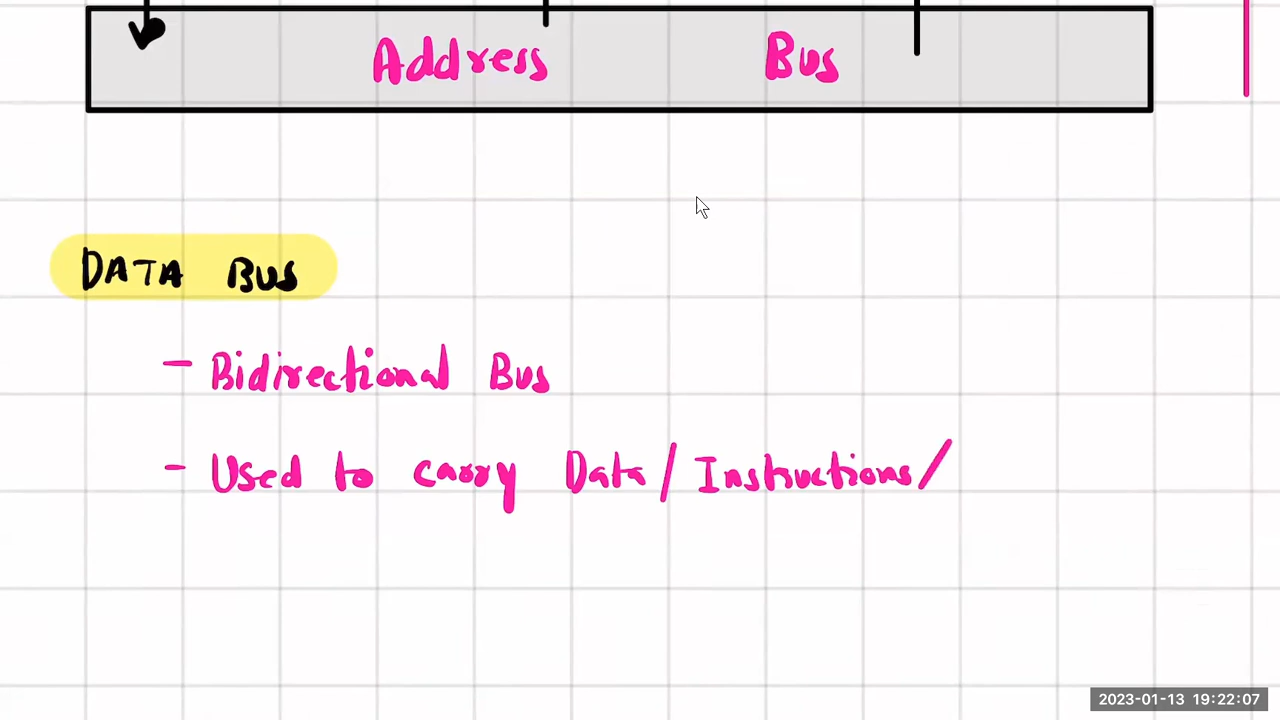 Address Bus
DATA BUS
- Bidirectional Bus
- Used to carry Data/Instructions/
2023-01-13 19:22:07